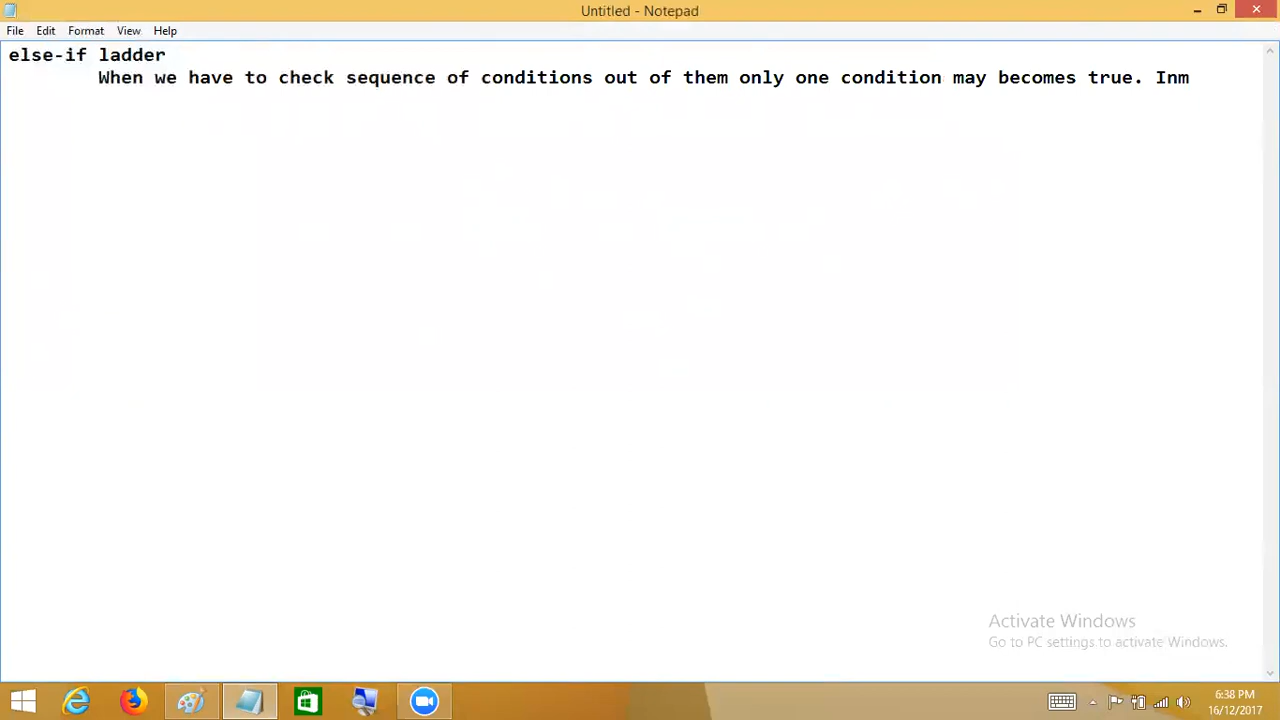 Untitled - Notepad
File Edit Format View Help
else-if ladder
When we have to check sequence of conditions out of them only one condition may becomes true. Inm
Activate Windows
Go to PC settings to activate Windows.
6:38 PM
16/12/2017